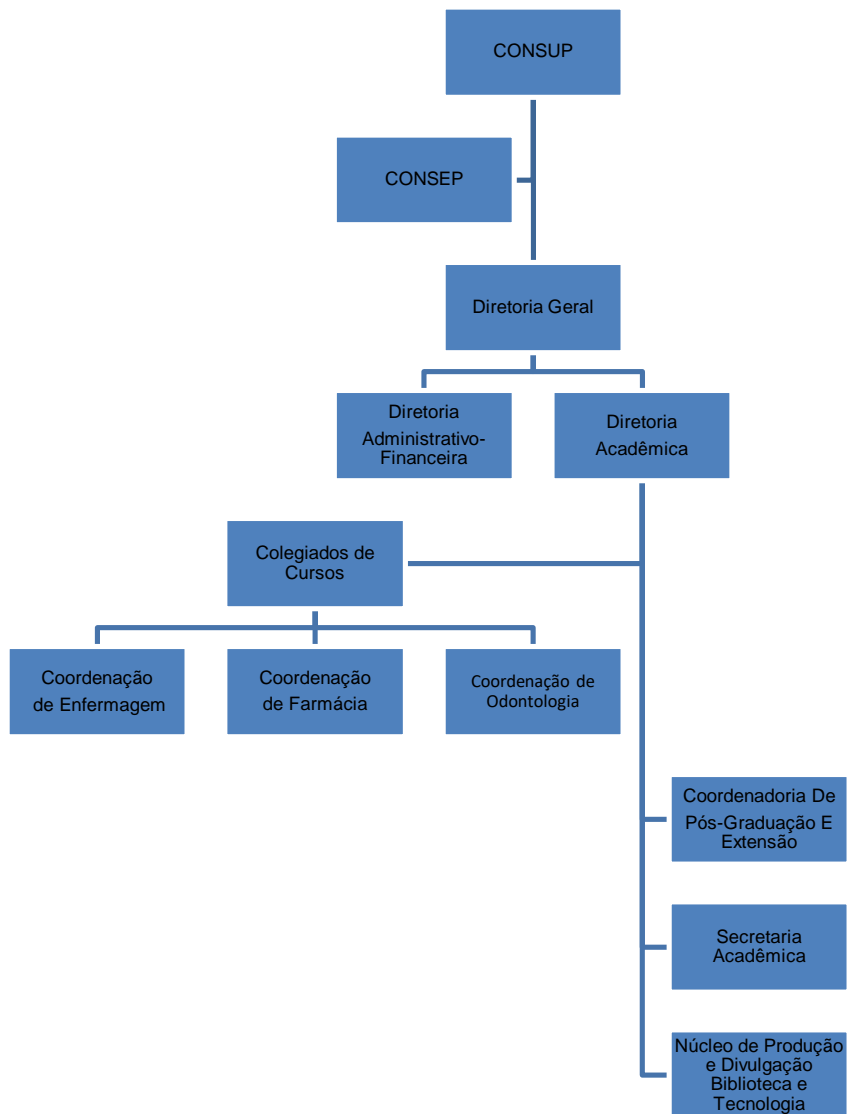 CONSUP
CONSEP
Diretoria Geral
Diretoria
Administrativo-
Financeira
Diretoria
Acadêmica
Colegiados de
Cursos
Coordenação
de Enfermagem
Coordenação
de Farmácia
Coordenação de
Odontologia
Coordenadoria De
Pós-Graduação E
Extensão
Secretaria
Acadêmica
Núcleo de Produção
e Divulgação
Biblioteca e
Tecnologia